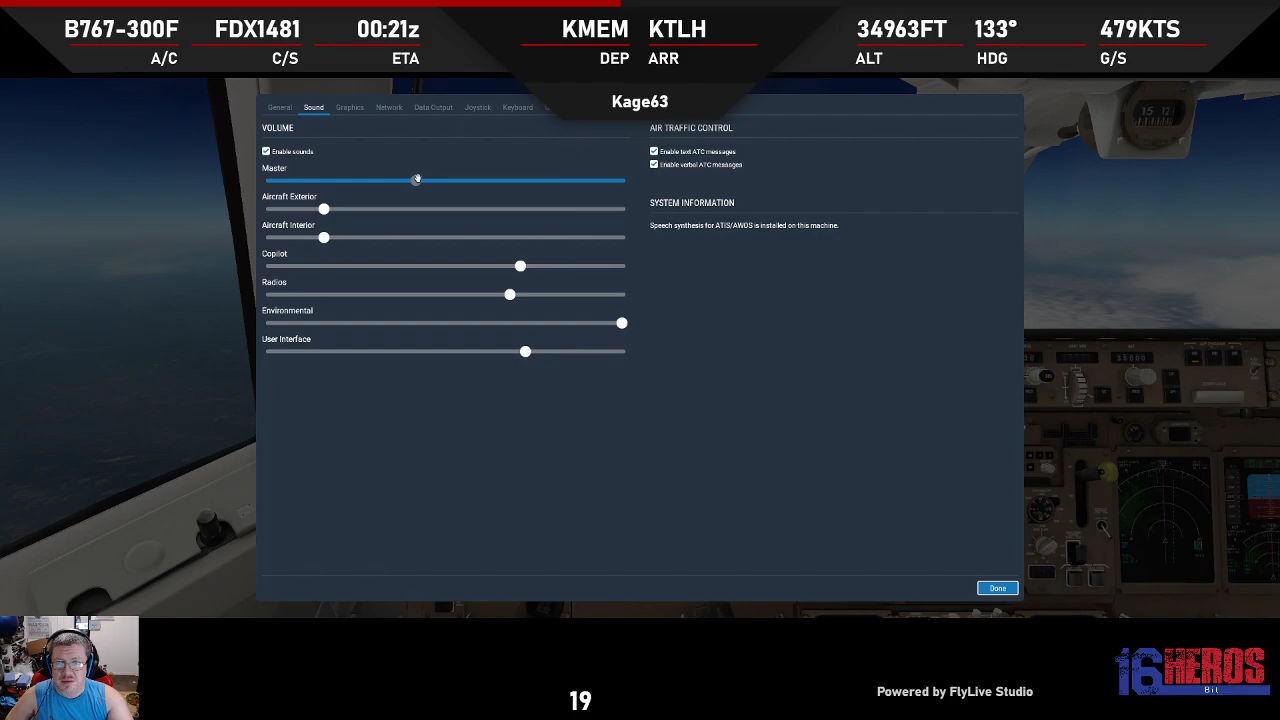 B767-300F FDX1481 00:21z KMEM KTLH 34963FT 133° 479KTS
A/C C/S ETA DEP ARR ALT HDG G/S
Kage63
General Sound Graphics Network Data Output Joystick Keyboard
VOLUME
Enable sounds
Master
Aircraft Exterior
Aircraft Interior
Copilot
Radios
Environmental
User Interface
AIR TRAFFIC CONTROL
Enable text ATC messages
Enable verbal ATC messages
SYSTEM INFORMATION
Speech synthesis for ATIS/AWOS is installed on this machine.
Done
19
Powered by FlyLive Studio
16 HEROS
Bit